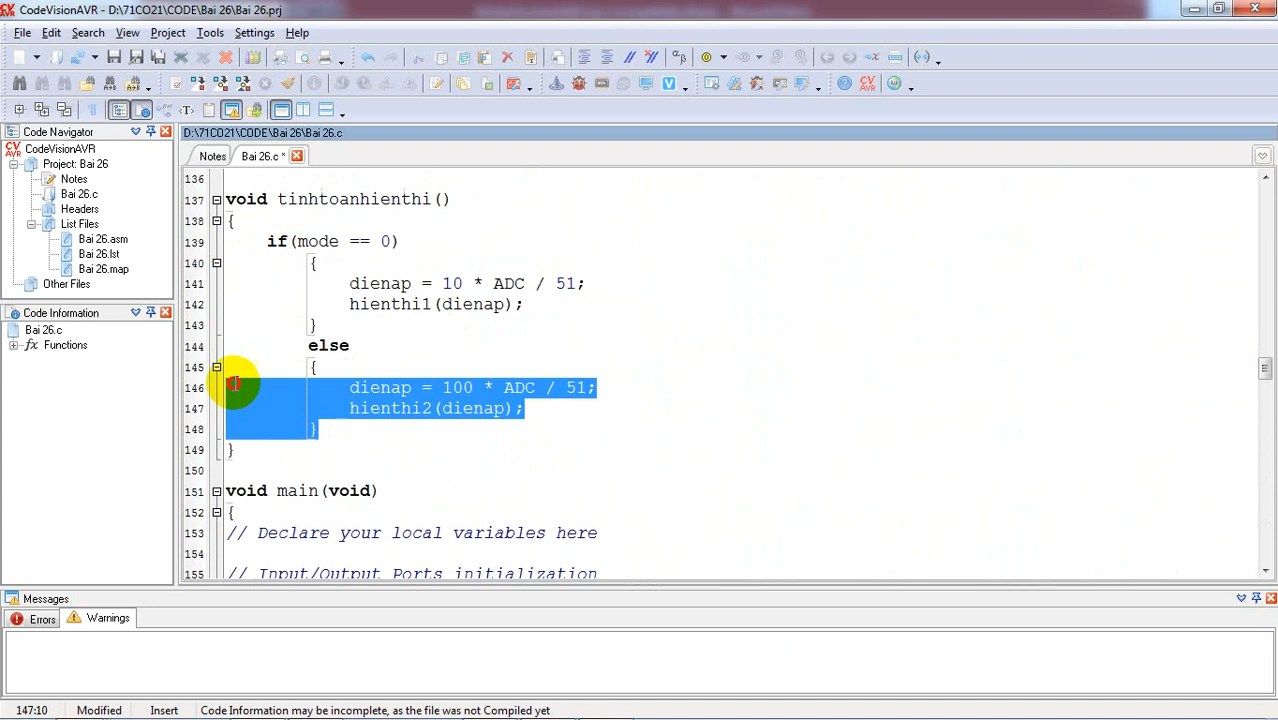 CodeVisionAVR - D:\71CO21\CODE\Bai 26\Bai 26.prj
File Edit Search View Project Tools Settings Help
Code Navigator
CodeVisionAVR
Project: Bai 26
Notes
Bai 26.c
Headers
List Files
Bai 26.asm
Bai 26.lst
Bai 26.map
Other Files
Code Information
Bai 26.c
Functions
D:\71CO21\CODE\Bai 26\Bai 26.c
Notes Bai 26.c *
136
137 void tinhtoanhienthi()
138 {
139 if(mode == 0)
140 {
141 dienap = 10 * ADC / 51;
142 hienthi1(dienap);
143 }
144 else
145 {
146 dienap = 100 * ADC / 51;
147 hienthi2(dienap);
148 }
149 }
150
151 void main(void)
152 {
153 // Declare your local variables here
154
155 // Input/Output Ports initialization
Messages
Errors Warnings
147:10 Modified Insert Code Information may be incomplete, as the file was not Compiled yet